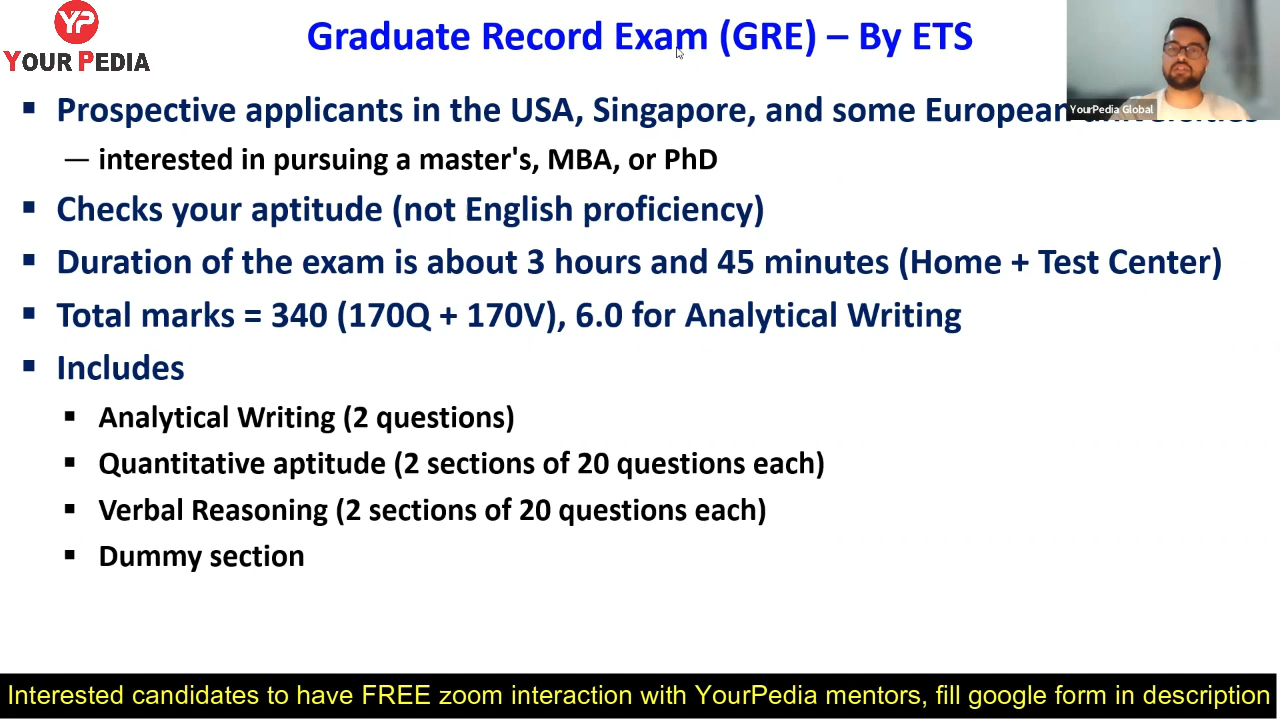 YP
YOUR PEDIA
Graduate Record Exam (GRE) – By ETS
YourPedia Global
▪ Prospective applicants in the USA, Singapore, and some European universities
— interested in pursuing a master's, MBA, or PhD
▪ Checks your aptitude (not English proficiency)
▪ Duration of the exam is about 3 hours and 45 minutes (Home + Test Center)
▪ Total marks = 340 (170Q + 170V), 6.0 for Analytical Writing
▪ Includes
▪ Analytical Writing (2 questions)
▪ Quantitative aptitude (2 sections of 20 questions each)
▪ Verbal Reasoning (2 sections of 20 questions each)
▪ Dummy section
Interested candidates to have FREE zoom interaction with YourPedia mentors, fill google form in description